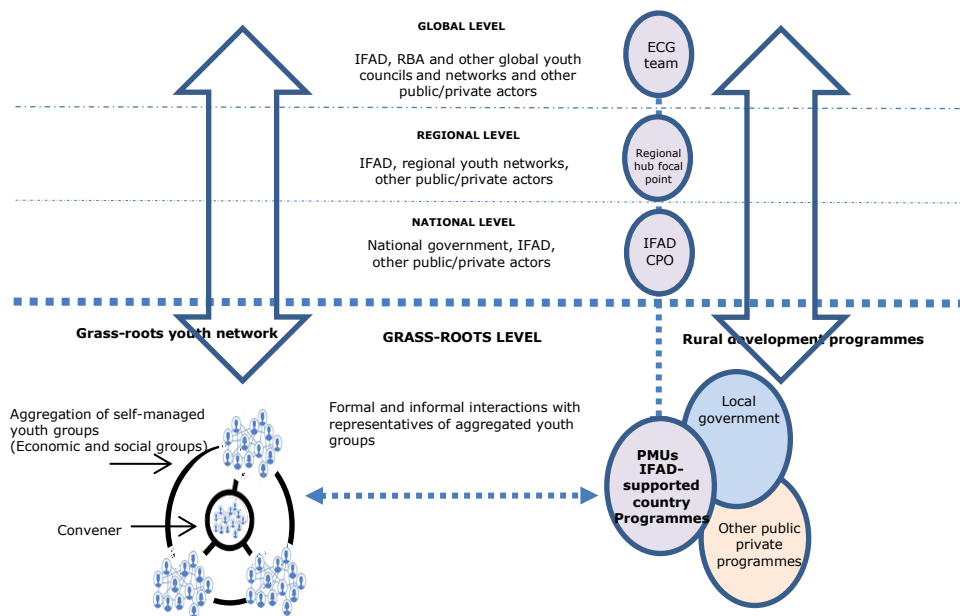 GLOBAL LEVEL
IFAD, RBA and other global youth
councils and networks and other
public/private actors
ECG
team
REGIONAL LEVEL
IFAD, regional youth networks,
other public/private actors
Regional
hub focal
point
NATIONAL LEVEL
National government, IFAD,
other public/private actors
IFAD
CPO
Grass-roots youth network
GRASS-ROOTS LEVEL
Rural development programmes
Aggregation of self-managed
youth groups
(Economic and social groups)
Convener
Formal and informal interactions with
representatives of aggregated youth
groups
Local
government
PMUs
IFAD-
supported
country
Programmes
Other public
private
programmes